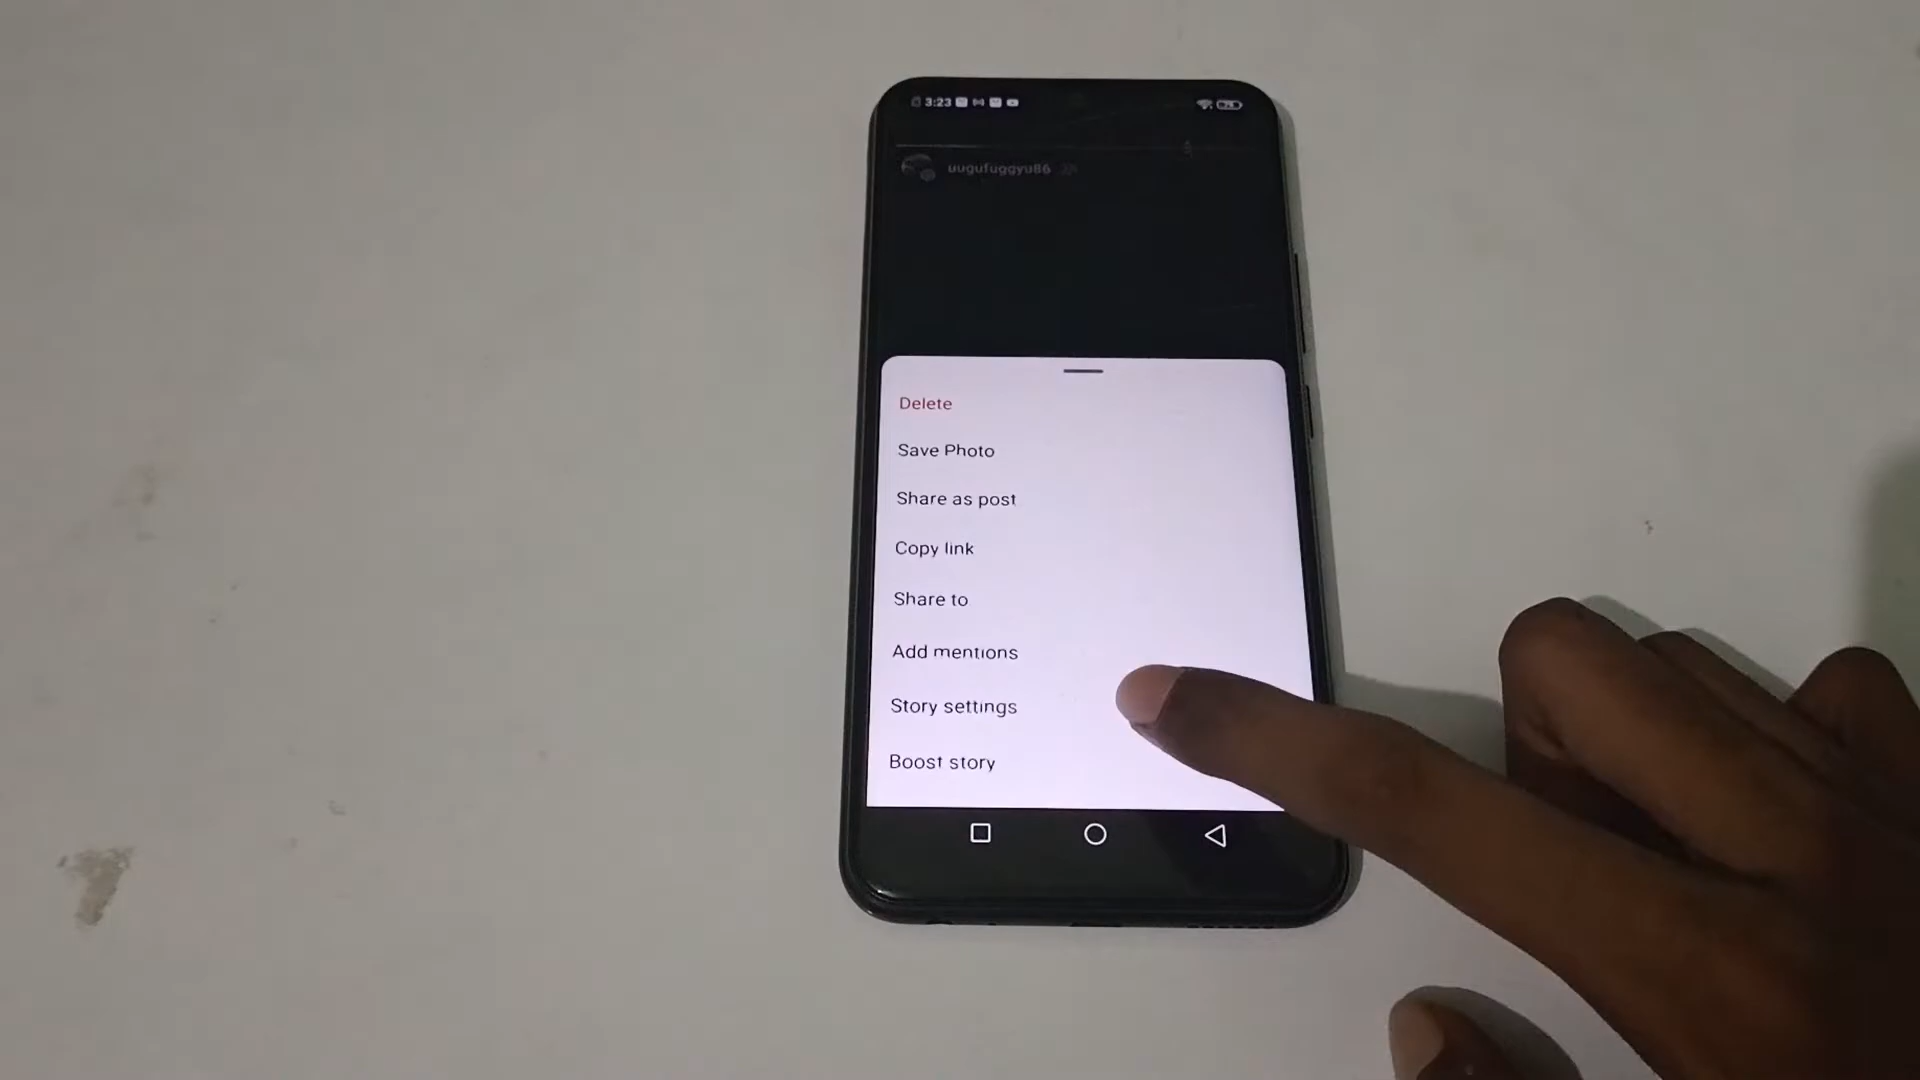 3:23
uugufuggyu86
Delete
Save Photo
Share as post
Copy link
Share to
Add mentions
Story settings
Boost story